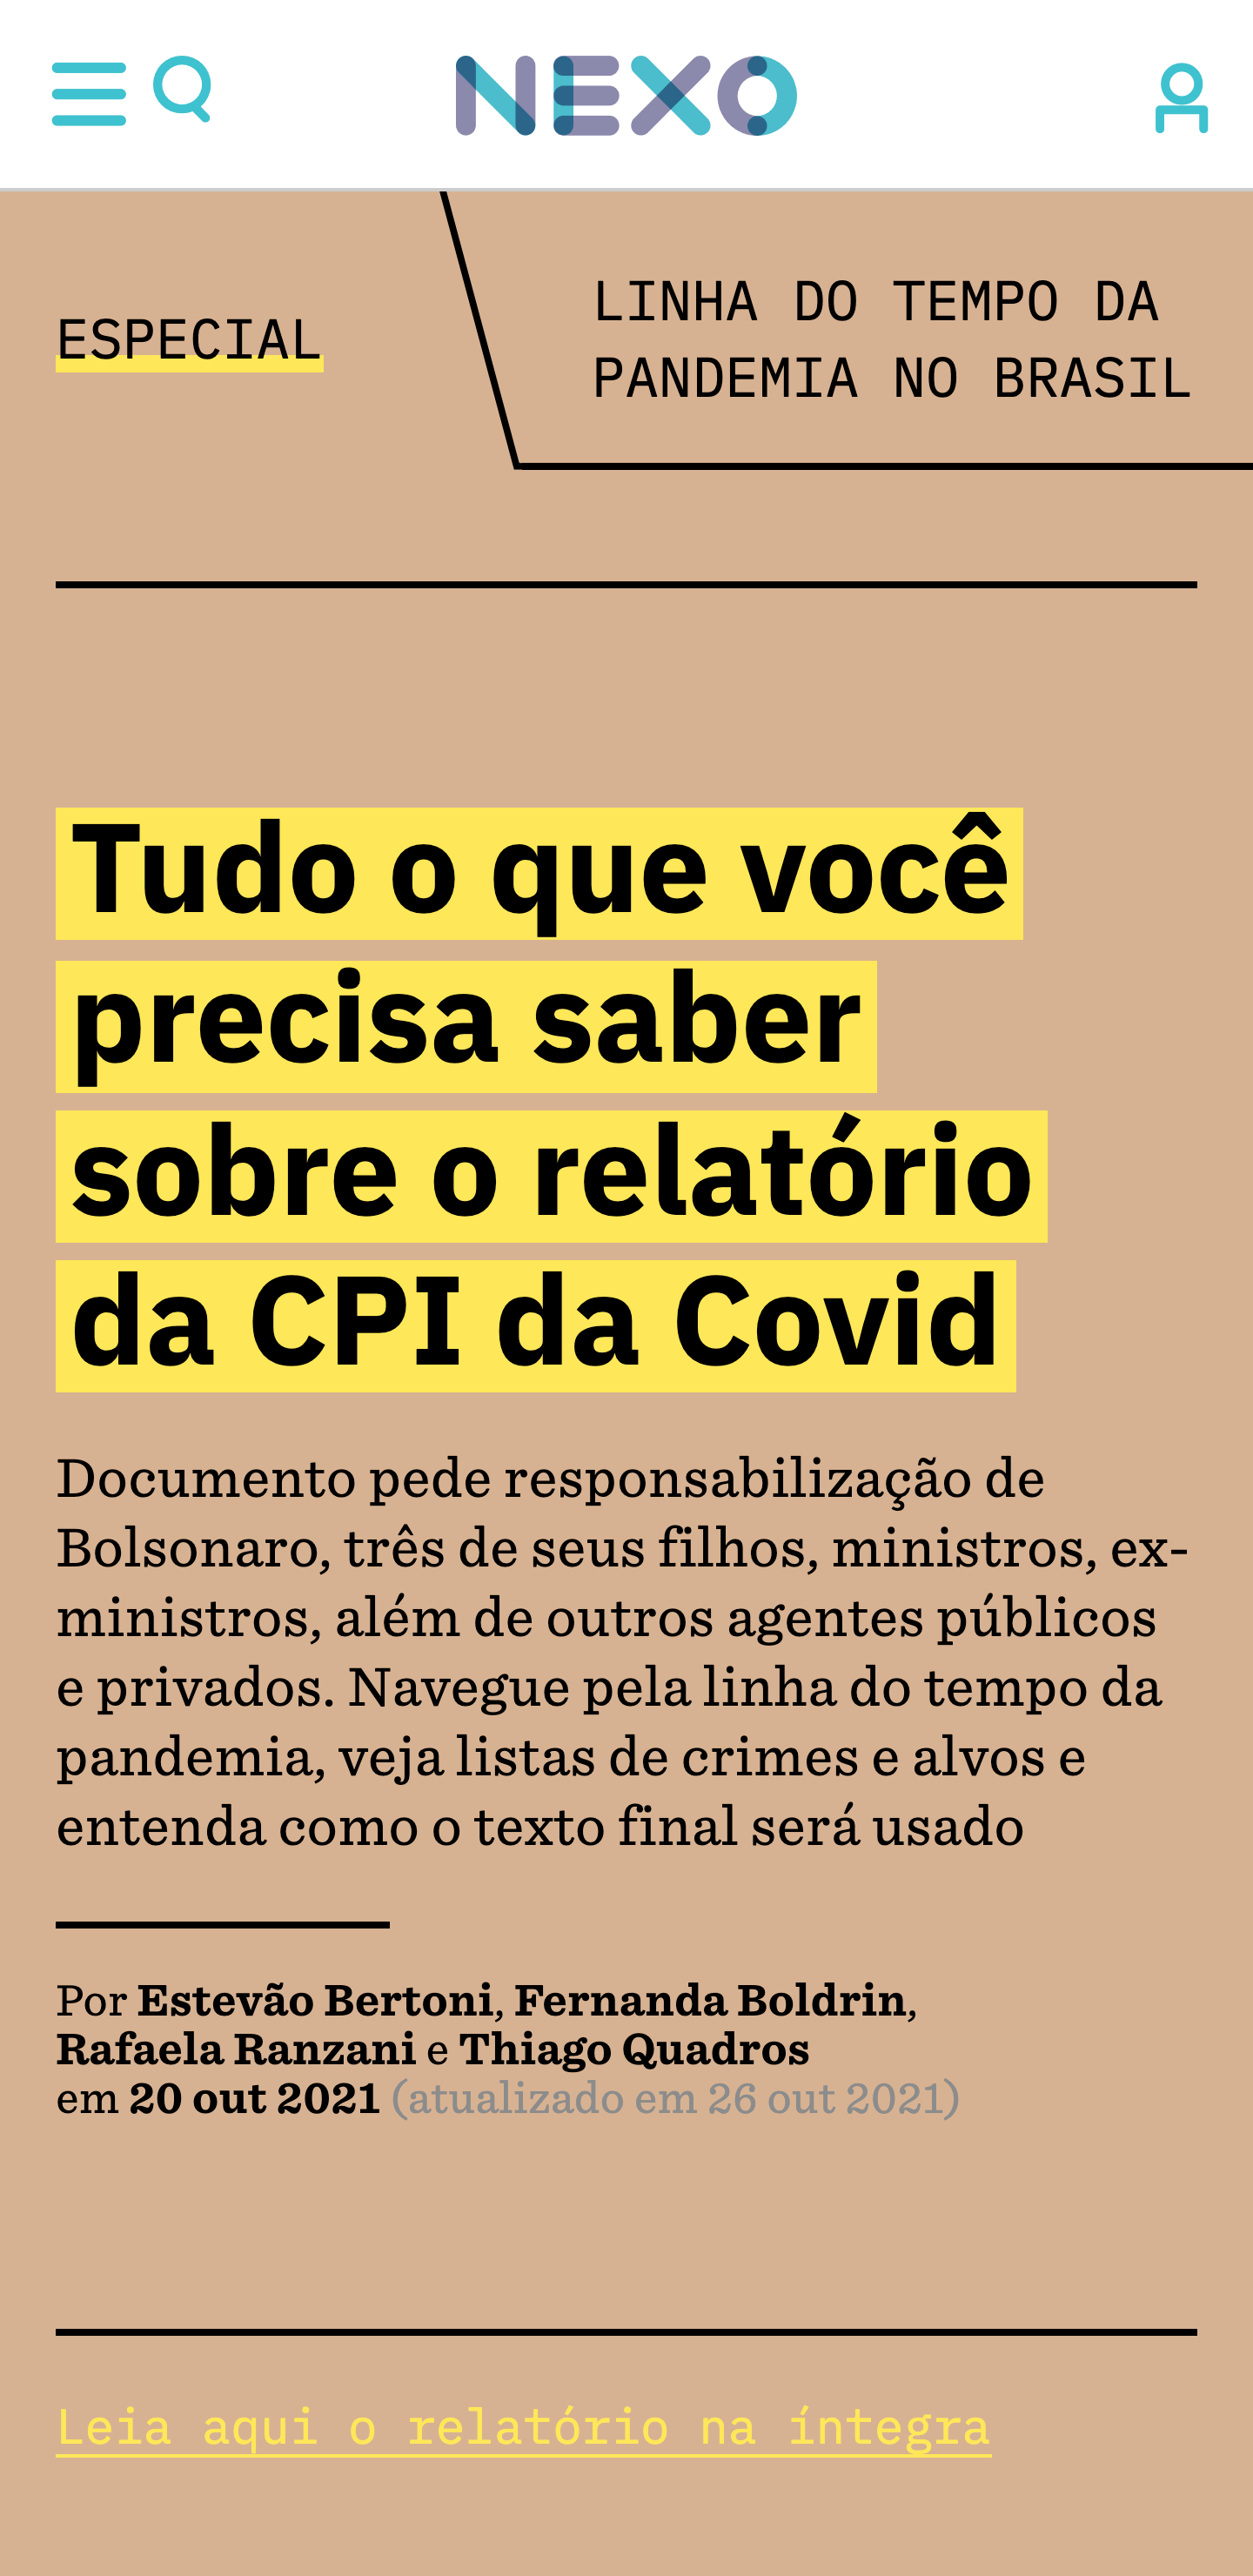 NEXO
ESPECIAL
LINHA DO TEMPO DA
PANDEMIA NO BRASIL
Tudo o que você
precisa saber
sobre o relatório
da CPI da Covid
Documento pede responsabilização de
Bolsonaro, três de seus filhos, ministros, ex-
ministros, além de outros agentes públicos
e privados. Navegue pela linha do tempo da
pandemia, veja listas de crimes e alvos e
entenda como o texto final será usado
Por Estevão Bertoni, Fernanda Boldrin,
Rafaela Ranzani e Thiago Quadros
em 20 out 2021 (atualizado em 26 out 2021)
Leia aqui o relatório na íntegra